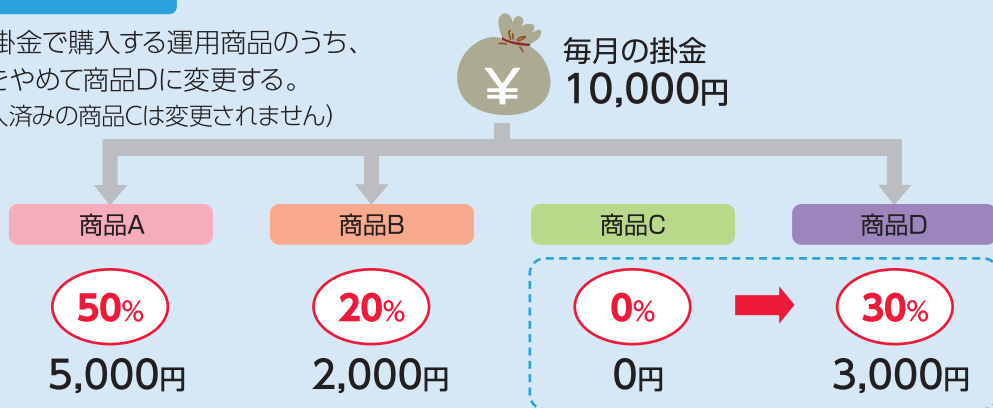 掛金で購入する運用商品のうち、
をやめて商品Dに変更する。
入済みの商品Cは変更されません）
¥
毎月の掛金
10,000円
商品A
商品B
商品C
商品D
50%
20%
0%
30%
5,000円
2,000円
0円
3,000円